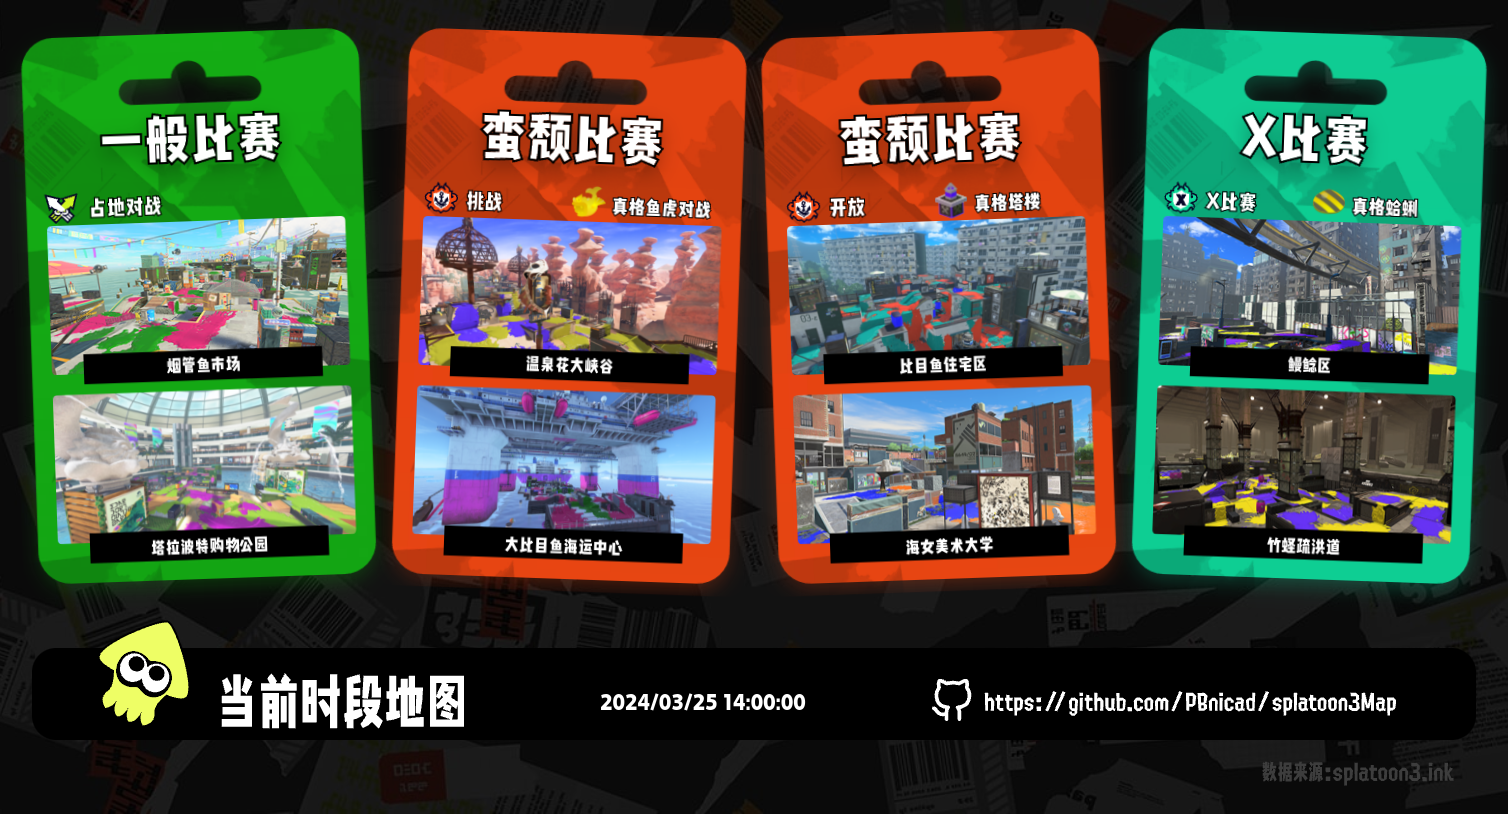 一般比赛
占地对战
烟管鱼市场
塔拉波特购物公园
蛮颓比赛
挑战
真格鱼虎对战
温泉花大峡谷
大比目鱼海运中心
蛮颓比赛
开放
真格塔楼
比目鱼住宅区
海女美术大学
X比赛
X比赛
真格蛤蜊
鳗鲶区
竹蛏疏洪道
当前时段地图
2024/03/25 14:00:00
https://github.com/PBnicad/splatoon3Map
数据来源:splatoon3.ink